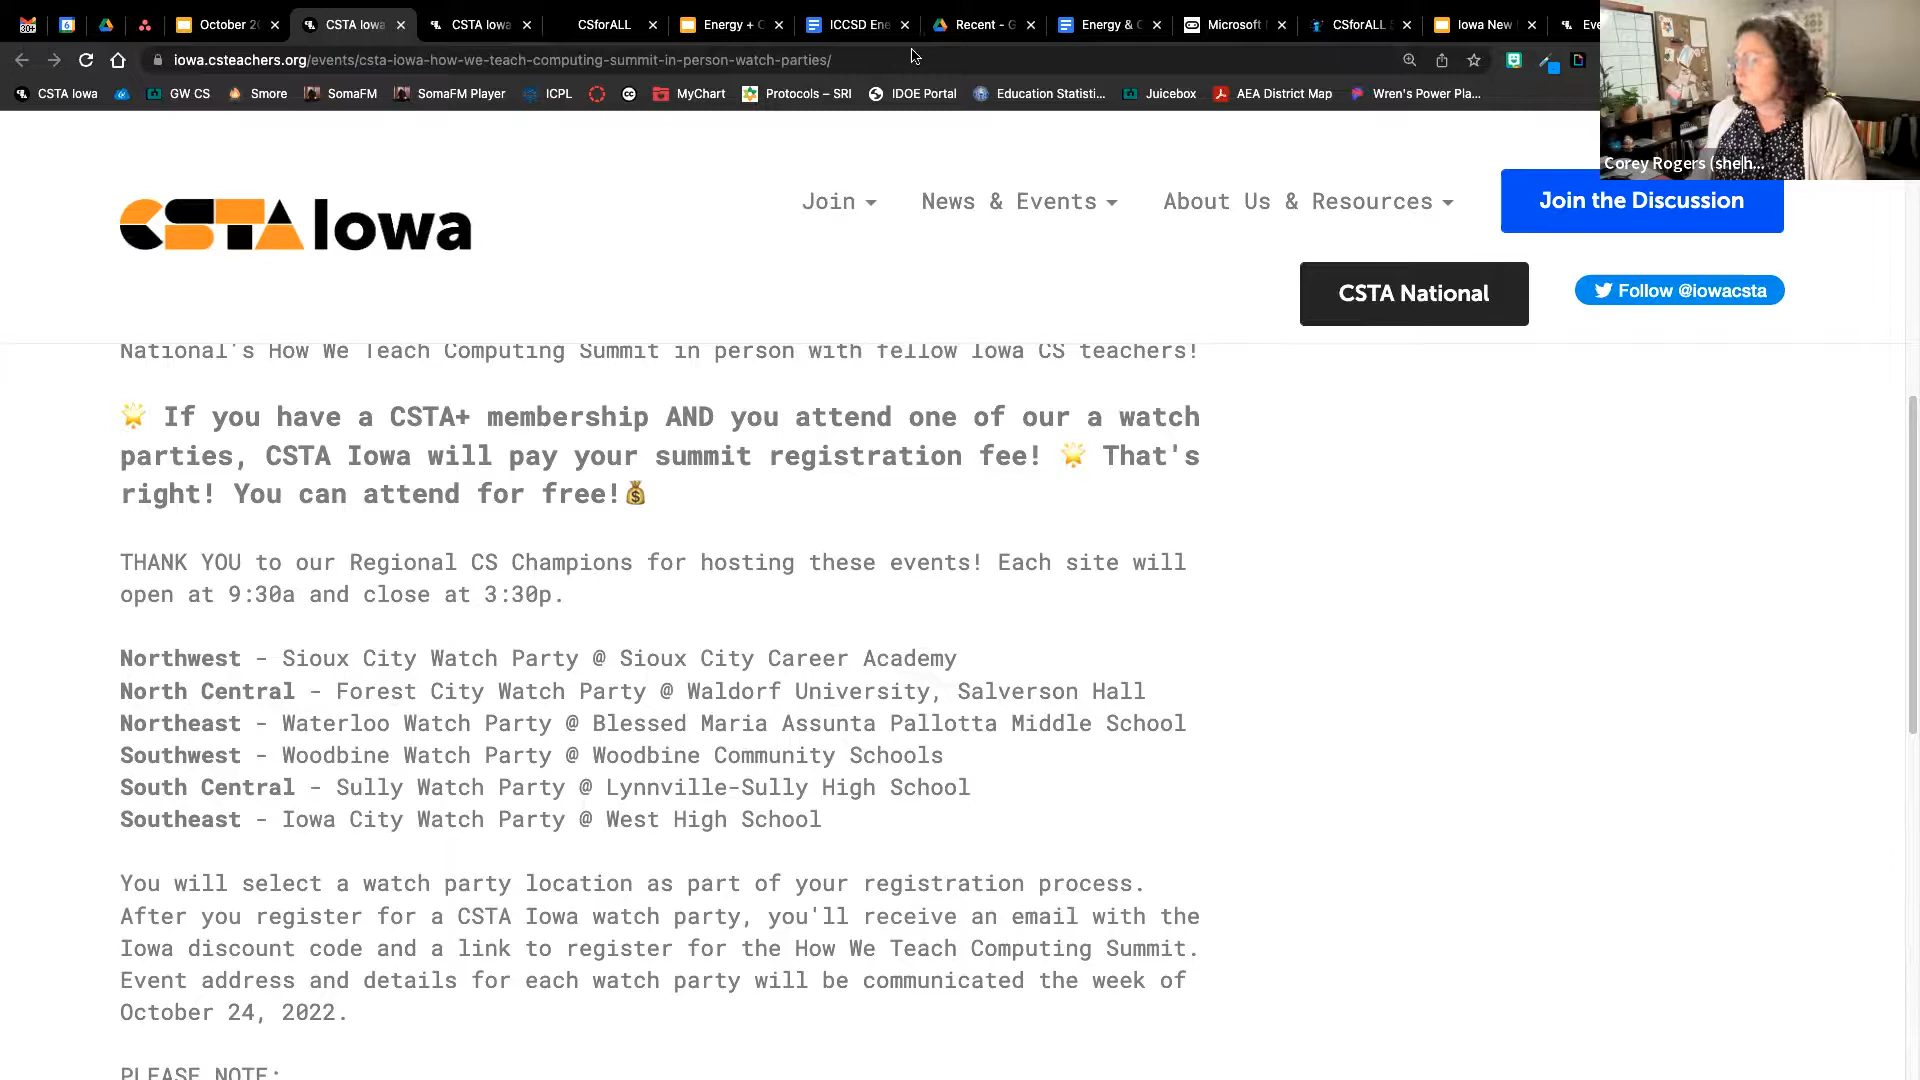 30+
6
October 2
CSTA Iowa
CSTA Iowa
CSforALL
Energy + C
ICCSD Ene
Recent - G
Energy & C
Microsoft
CSforALL S
Iowa New
Eve
iowa.csteachers.org/events/csta-iowa-how-we-teach-computing-summit-in-person-watch-parties/
CSTA Iowa
GW CS
Smore
SomaFM
SomaFM Player
ICPL
MyChart
Protocols – SRI
IDOE Portal
Education Statisti...
Juicebox
AEA District Map
Wren's Power Pla...
Corey Rogers (she|h...
CSTA Iowa
Join
News & Events
About Us & Resources
Join the Discussion
CSTA National
Follow @iowacsta
National's How We Teach Computing Summit in person with fellow Iowa CS teachers!
🌟 If you have a CSTA+ membership AND you attend one of our a watch
parties, CSTA Iowa will pay your summit registration fee! 🌟 That's
right! You can attend for free!💰
THANK YOU to our Regional CS Champions for hosting these events! Each site will
open at 9:30a and close at 3:30p.
Northwest - Sioux City Watch Party @ Sioux City Career Academy
North Central - Forest City Watch Party @ Waldorf University, Salverson Hall
Northeast - Waterloo Watch Party @ Blessed Maria Assunta Pallotta Middle School
Southwest - Woodbine Watch Party @ Woodbine Community Schools
South Central - Sully Watch Party @ Lynnville-Sully High School
Southeast - Iowa City Watch Party @ West High School
You will select a watch party location as part of your registration process.
After you register for a CSTA Iowa watch party, you'll receive an email with the
Iowa discount code and a link to register for the How We Teach Computing Summit.
Event address and details for each watch party will be communicated the week of
October 24, 2022.
PLEASE NOTE: